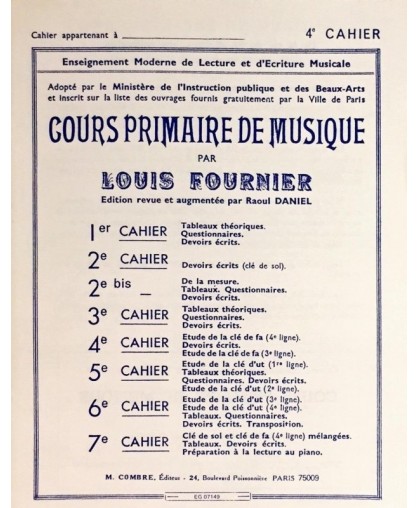 Cahier appartenant à
4e CAHIER
Enseignement Moderne de Lecture et d'Ecriture Musicale
Adopté par le Ministère de l'Instruction publique et des Beaux-Arts
et inscrit sur la liste des ouvrages fournis gratuitement par la Ville de Paris
COURS PRIMAIRE DE MUSIQUE
PAR
LOUIS FOURNIER
Edition revue et augmentée par Raoul DANIEL
1er CAHIER
Tableaux théoriques.
Questionnaires.
Devoirs écrits.
2e CAHIER
Devoirs écrits (clé de sol).
2e bis —
De la mesure.
Tableaux. Questionnaires.
Devoirs écrits.
3e CAHIER
Tableaux théoriques.
Questionnaires.
Devoirs écrits.
4e CAHIER
Etude de la clé de fa (4e ligne).
Devoirs écrits.
Etude de la clé de fa (3e ligne).
5e CAHIER
Etude de la clé d'ut (1re ligne).
Tableaux théoriques.
Questionnaires. Devoirs écrits.
Etude de la clé d'ut (2e ligne).
6e CAHIER
Etude de la clé d'ut (3e ligne).
Etude de la clé d'ut (4e ligne).
Tableaux. Questionnaires.
Devoirs écrits. Transposition.
7e CAHIER
Clé de sol et clé de fa (4e ligne) mélangées.
Tableaux. Devoirs écrits.
Préparation à la lecture au piano.
M. COMBRE, Éditeur - 24, Boulevard Poissonnière PARIS 75009
EG 07149